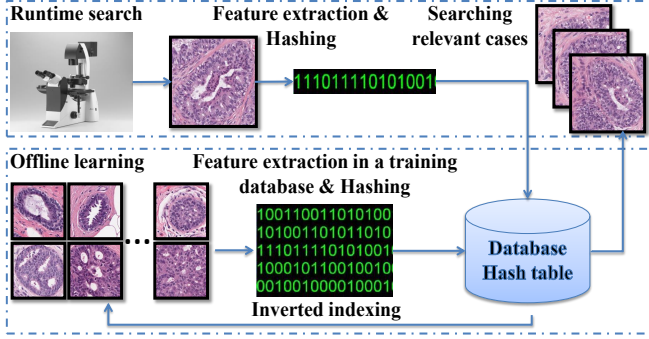 Runtime search
Feature extraction &
Hashing
Searching
relevant cases
111011110101001
Offline learning
Feature extraction in a training
database & Hashing
...
100110011010100
101001101011010
111011110101000
100010110010010
001001000010001
Inverted indexing
Database
Hash table